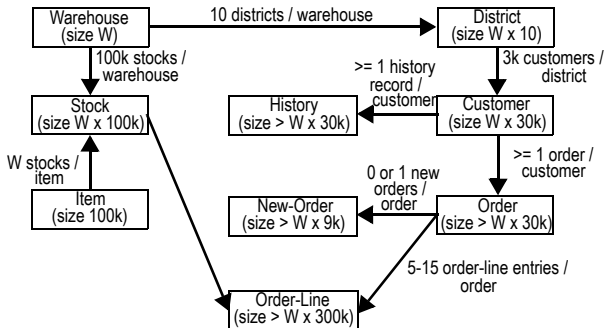 Warehouse
(size W)
10 districts / warehouse
District
(size W x 10)
100k stocks /
warehouse
3k customers /
district
>= 1 history
record /
customer
Stock
(size W x 100k)
History
(size > W x 30k)
Customer
(size W x 30k)
W stocks /
item
0 or 1 new
orders /
order
>= 1 order /
customer
Item
(size 100k)
New-Order
(size > W x 9k)
Order
(size > W x 30k)
5-15 order-line entries /
order
Order-Line
(size > W x 300k)